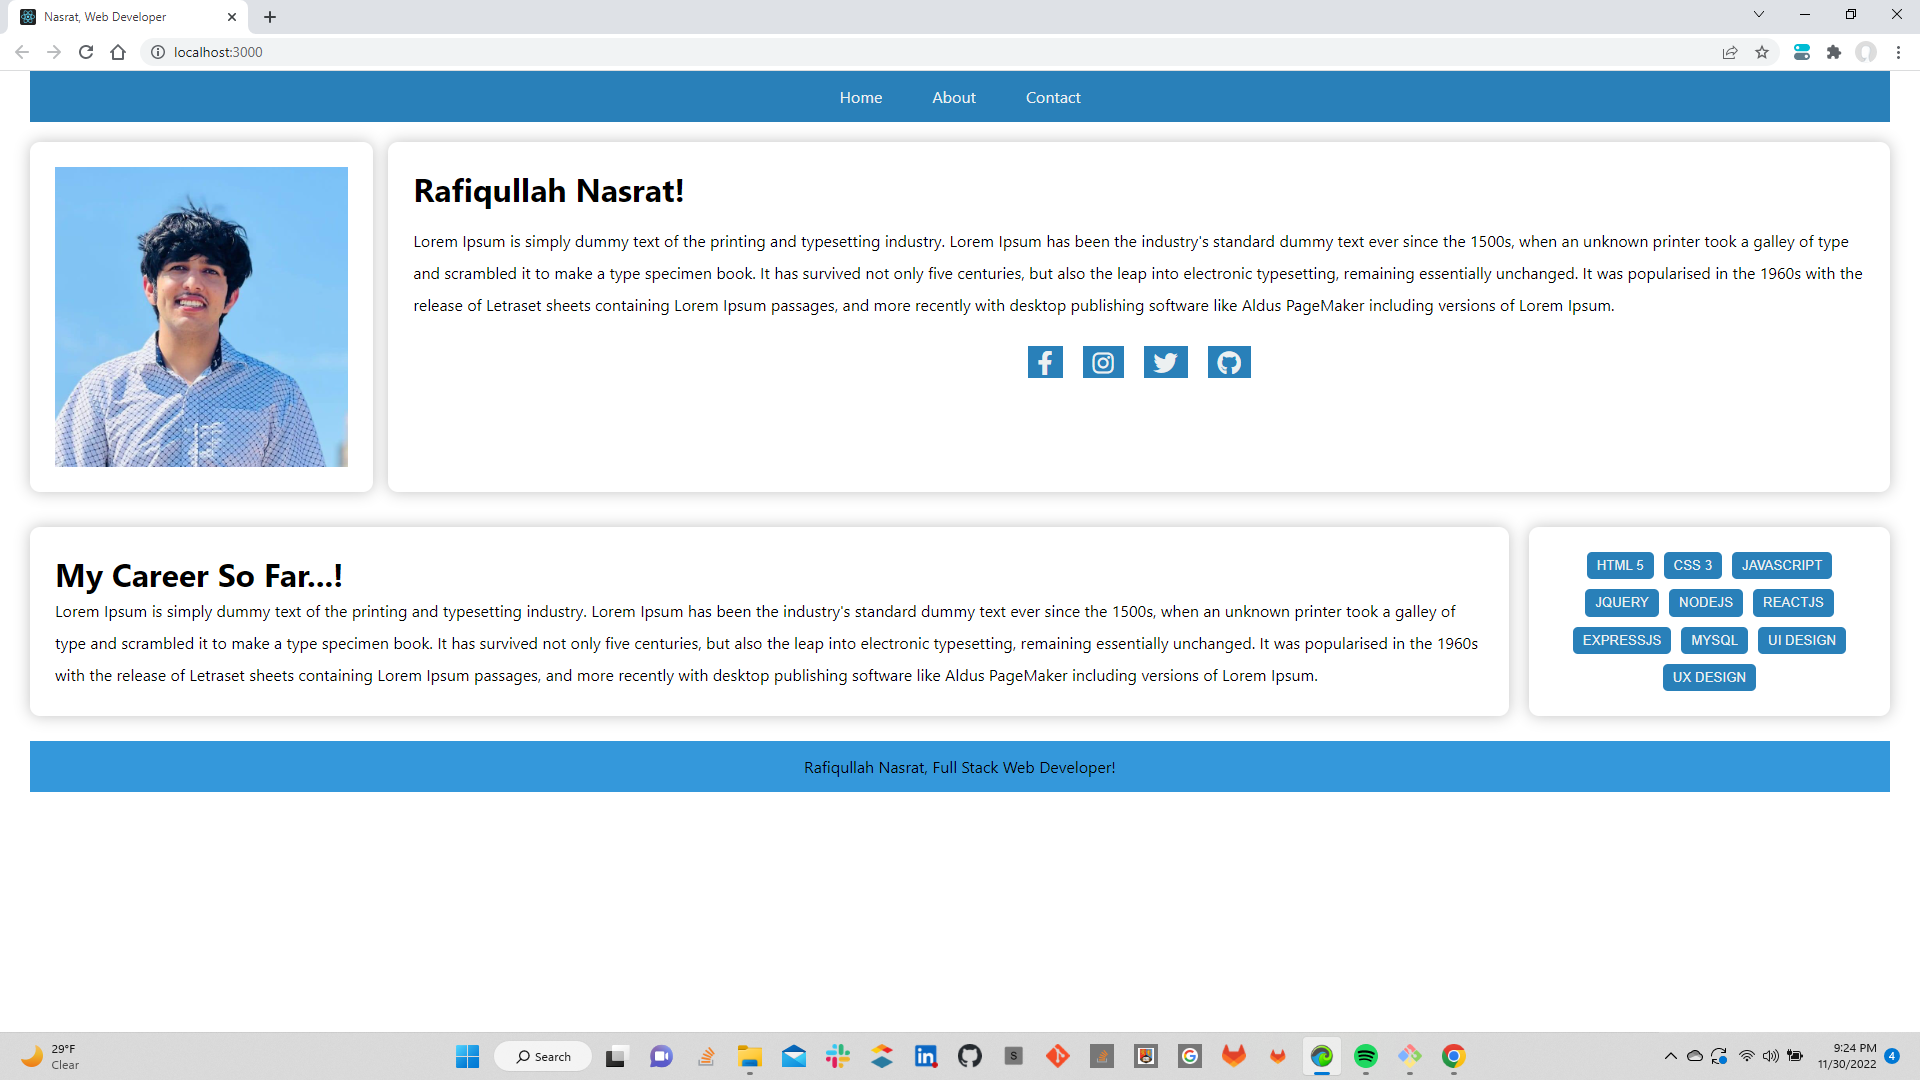 Nasrat, Web Developer
localhost:3000
Home About Contact
Rafiqullah Nasrat!
Lorem Ipsum is simply dummy text of the printing and typesetting industry. Lorem Ipsum has been the industry's standard dummy text ever since the 1500s, when an unknown printer took a galley of type
and scrambled it to make a type specimen book. It has survived not only five centuries, but also the leap into electronic typesetting, remaining essentially unchanged. It was popularised in the 1960s with the
release of Letraset sheets containing Lorem Ipsum passages, and more recently with desktop publishing software like Aldus PageMaker including versions of Lorem Ipsum.
My Career So Far...!
Lorem Ipsum is simply dummy text of the printing and typesetting industry. Lorem Ipsum has been the industry's standard dummy text ever since the 1500s, when an unknown printer took a galley of
type and scrambled it to make a type specimen book. It has survived not only five centuries, but also the leap into electronic typesetting, remaining essentially unchanged. It was popularised in the 1960s
with the release of Letraset sheets containing Lorem Ipsum passages, and more recently with desktop publishing software like Aldus PageMaker including versions of Lorem Ipsum.
HTML 5 CSS 3 JAVASCRIPT
JQUERY NODEJS REACTJS
EXPRESSJS MYSQL UI DESIGN
UX DESIGN
Rafiqullah Nasrat, Full Stack Web Developer!
29°F
Clear
Search
in
S
G
9:24 PM
11/30/2022
4